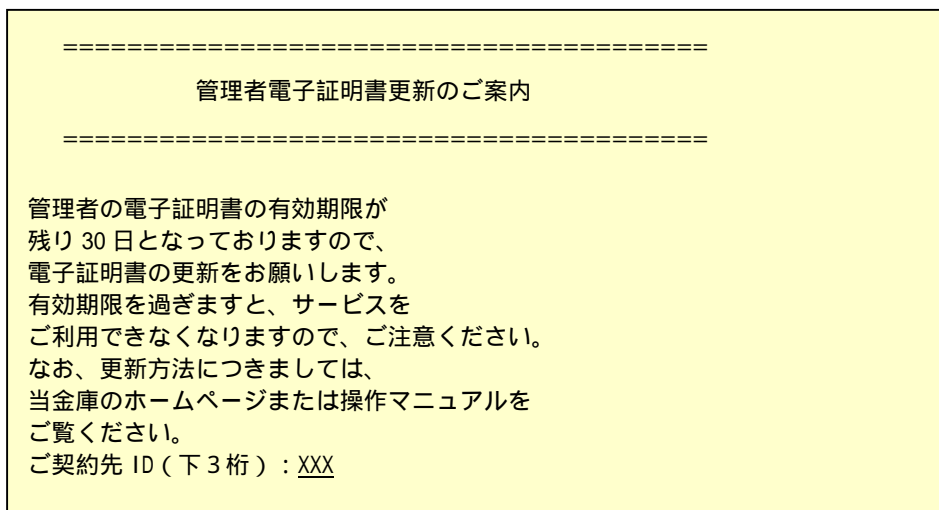 ========================================
管理者電子証明書更新のご案内
========================================
管理者の電子証明書の有効期限が
残り 30 日となっておりますので、
電子証明書の更新をお願いします。
有効期限を過ぎますと、サービスを
ご利用できなくなりますので、ご注意ください。
なお、更新方法につきましては、
当金庫のホームページまたは操作マニュアルを
ご覧ください。
ご契約先 ID（下３桁）：XXX